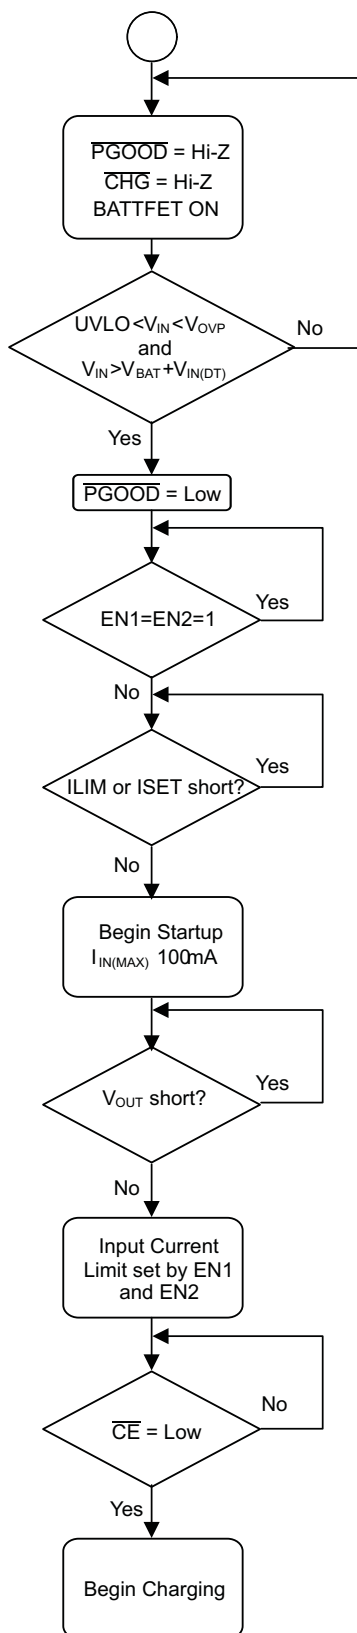 PGOOD = Hi-Z
CHG = Hi-Z
BATTFET ON
UVLO<VIN<VOVP
and
VIN>VBAT+VIN(DT)
No
Yes
PGOOD = Low
EN1=EN2=1
Yes
No
ILIM or ISET short?
Yes
No
Begin Startup
IIN(MAX) 100mA
VOUT short?
Yes
No
Input Current
Limit set by EN1
and EN2
CE = Low
No
Yes
Begin Charging